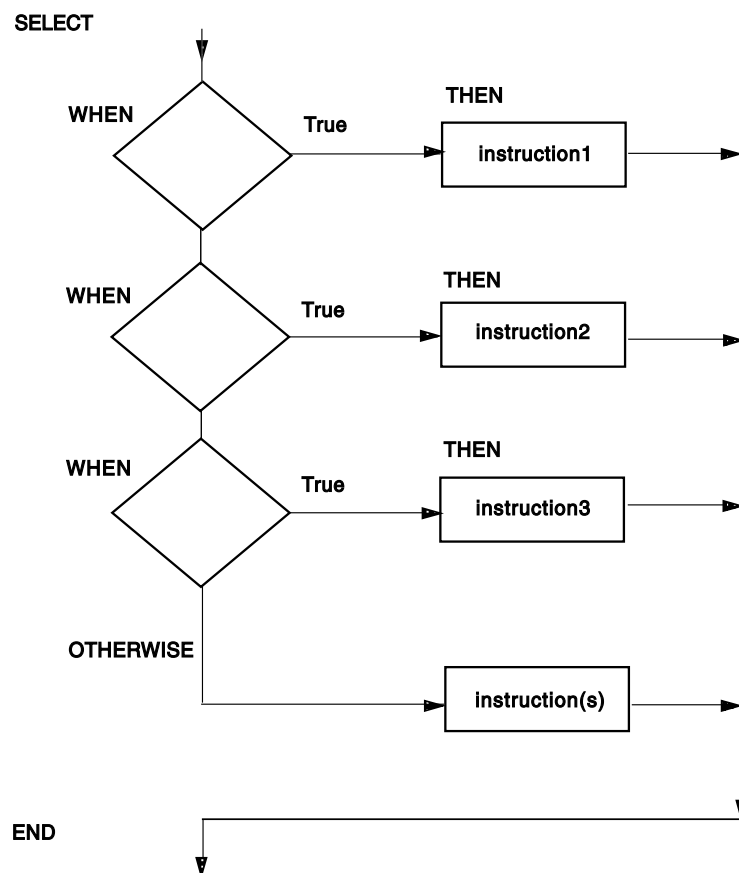 SELECT
WHEN
True
THEN
instruction1
WHEN
True
THEN
instruction2
WHEN
True
THEN
instruction3
OTHERWISE
instruction(s)
END